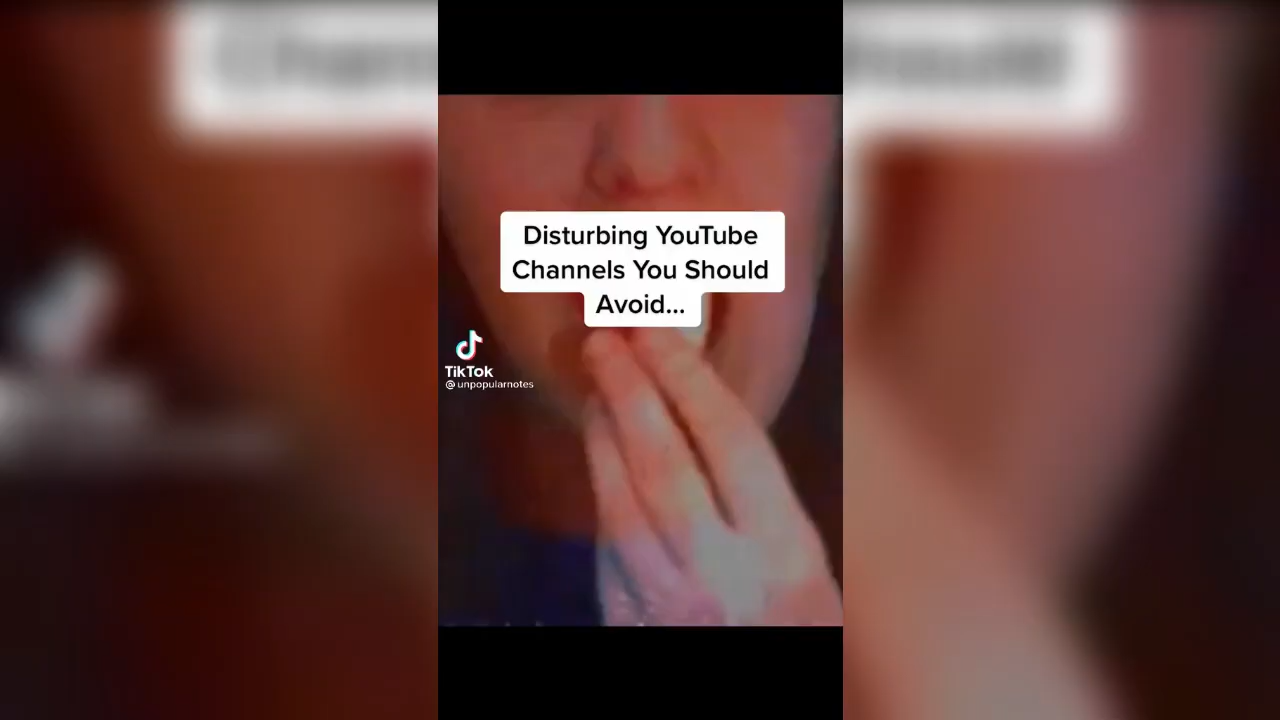 Disturbing YouTube
Channels You Should
Avoid...
TikTok
@unpopularnotes